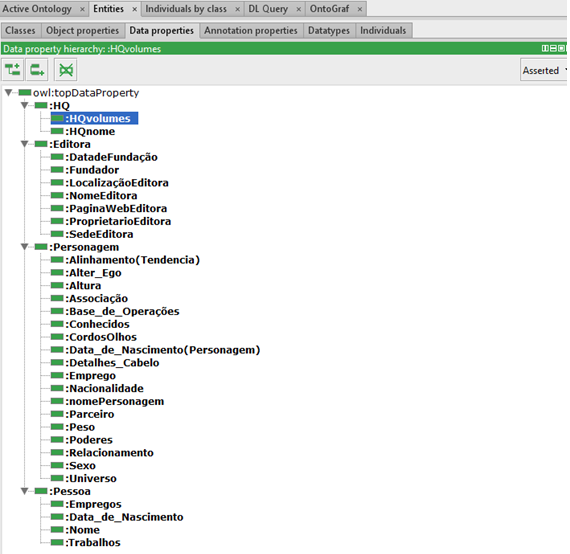 Active Ontology × Entities × Individuals by class × DL Query × OntoGraf ×
Classes Object properties Data properties Annotation properties Datatypes Individuals
Data property hierarchy: :HQvolumes
Asserted
owl:topDataProperty
:HQ
:HQvolumes
:HQnome
:Editora
:DatadeFundação
:Fundador
:LocalizaçãoEditora
:NomeEditora
:PaginaWebEditora
:ProprietarioEditora
:SedeEditora
:Personagem
:Alinhamento(Tendencia)
:Alter_Ego
:Altura
:Associação
:Base_de_Operações
:Conhecidos
:CordosOlhos
:Data_de_Nascimento(Personagem)
:Detalhes_Cabelo
:Emprego
:Nacionalidade
:nomePersonagem
:Parceiro
:Peso
:Poderes
:Relacionamento
:Sexo
:Universo
:Pessoa
:Empregos
:Data_de_Nascimento
:Nome
:Trabalhos